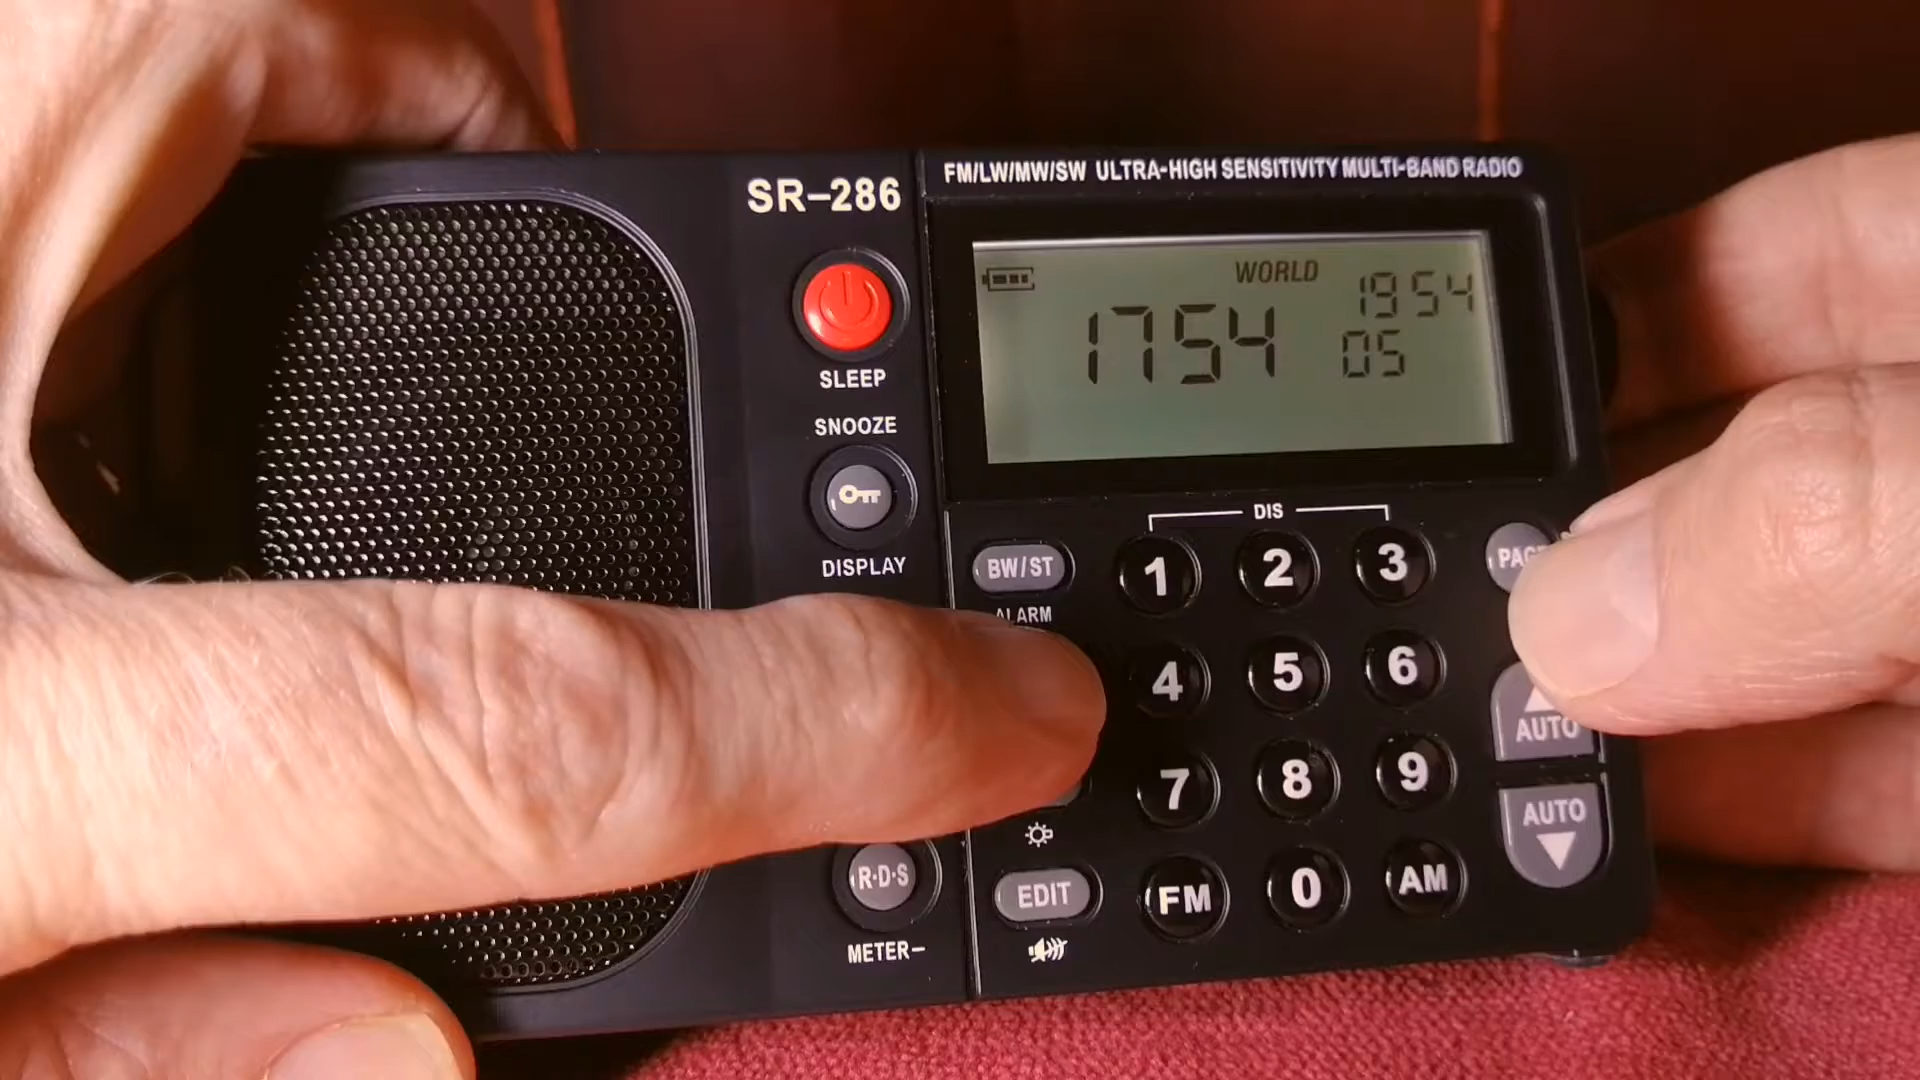 FM/LW/MW/SW ULTRA-HIGH SENSITIVITY MULTI-BAND RADIO
SR-286
WORLD
1954
1754
05
SLEEP
SNOOZE
DISPLAY
DIS
BW/ST
1
2
3
ALARM
4
5
6
AUTO
7
8
9
AUTO
R·D·S
EDIT
FM
0
AM
METER-